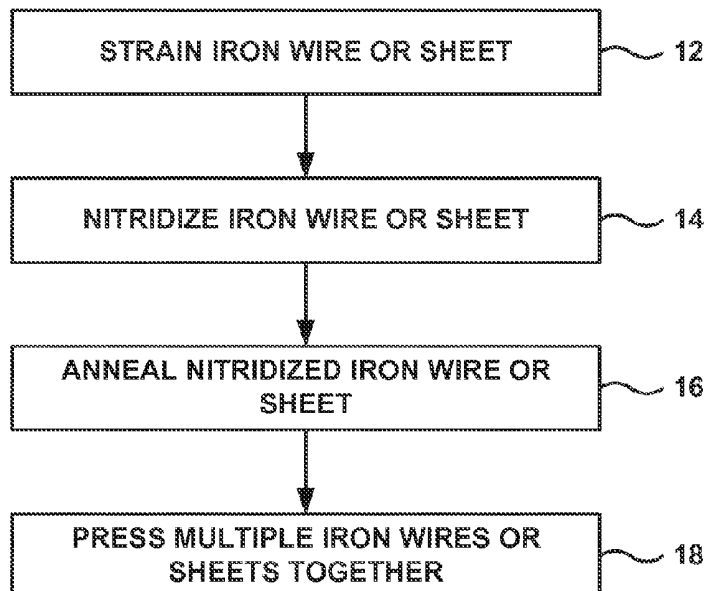 STRAIN IRON WIRE OR SHEET 12
NITRIDIZE IRON WIRE OR SHEET 14
ANNEAL NITRIDIZED IRON WIRE OR
SHEET 16
PRESS MULTIPLE IRON WIRES OR
SHEETS TOGETHER 18